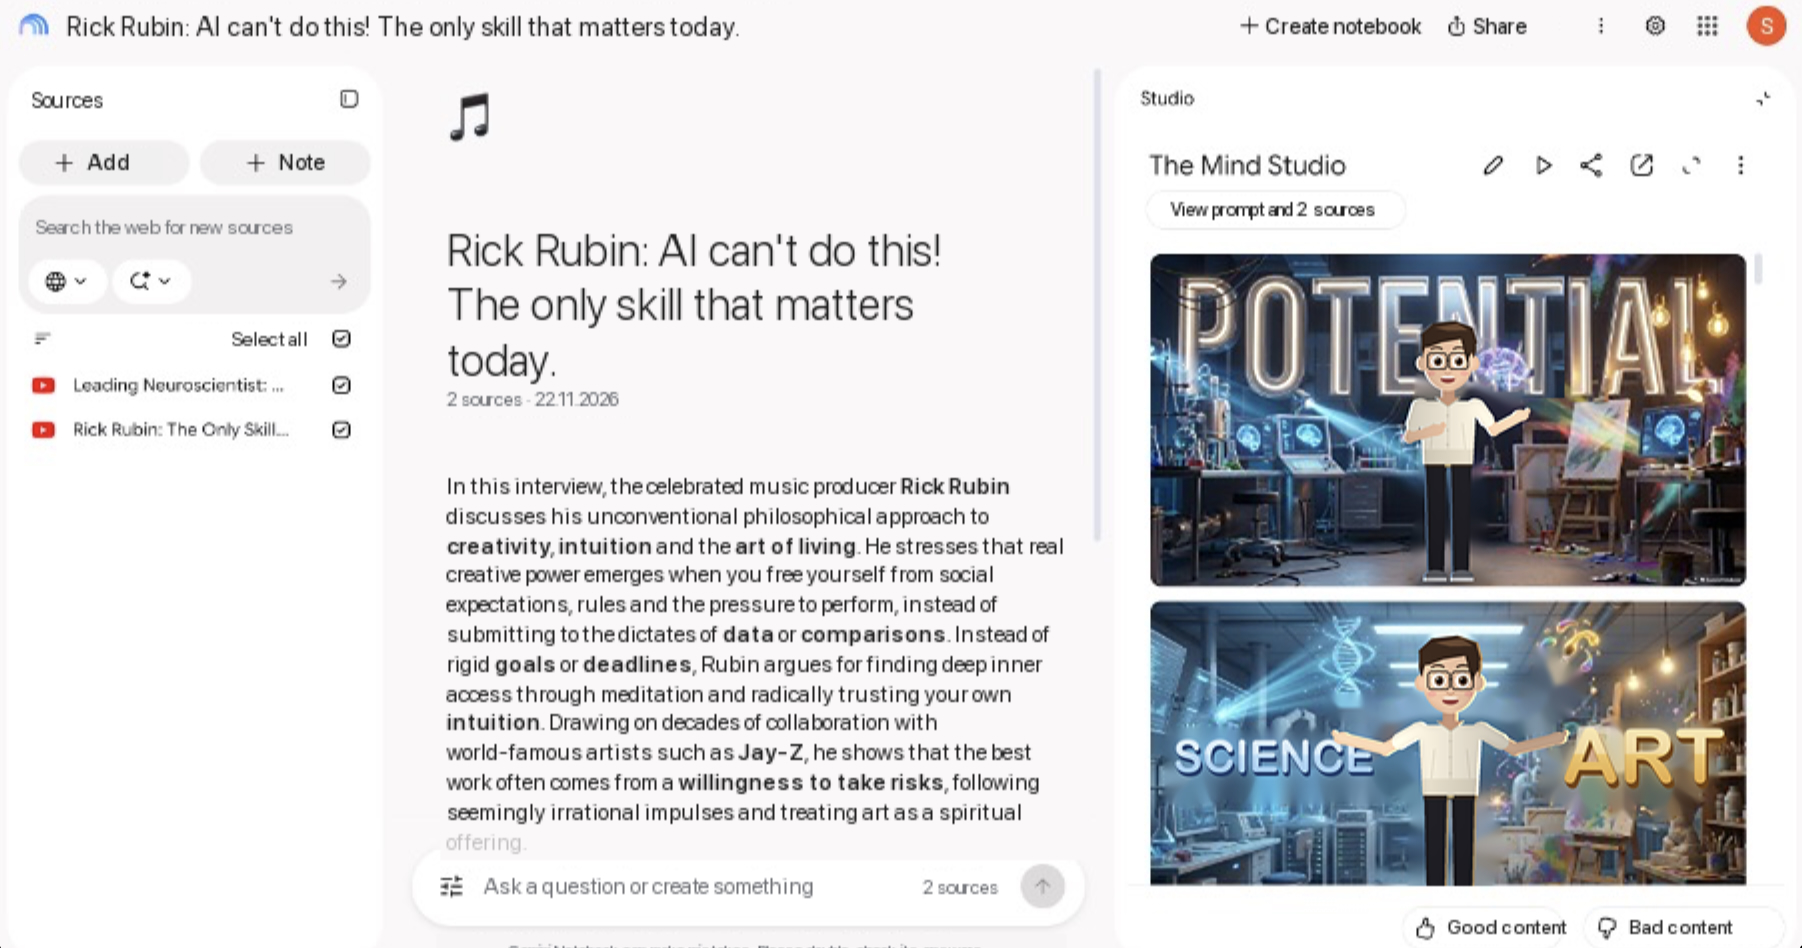 Rick Rubin: AI can't do this! The only skill that matters today.
+ Create notebook
Share
S
Sources
+ Add
+ Note
Search the web for new sources
Select all
Leading Neuroscientist: ...
Rick Rubin: The Only Skill...
Rick Rubin: AI can't do this!
The only skill that matters
today.
2 sources · 22.11.2026
In this interview, the celebrated music producer Rick Rubin
discusses his unconventional philosophical approach to
creativity, intuition and the art of living. He stresses that real
creative power emerges when you free yourself from social
expectations, rules and the pressure to perform, instead of
submitting to the dictates of data or comparisons. Instead of
rigid goals or deadlines, Rubin argues for finding deep inner
access through meditation and radically trusting your own
intuition. Drawing on decades of collaboration with
world-famous artists such as Jay-Z, he shows that the best
work often comes from a willingness to take risks, following
seemingly irrational impulses and treating art as a spiritual
offering.
Ask a question or create something
2 sources
Studio
The Mind Studio
View prompt and 2 sources
POTENTIAL
SCIENCE
ART
Good content
Bad content